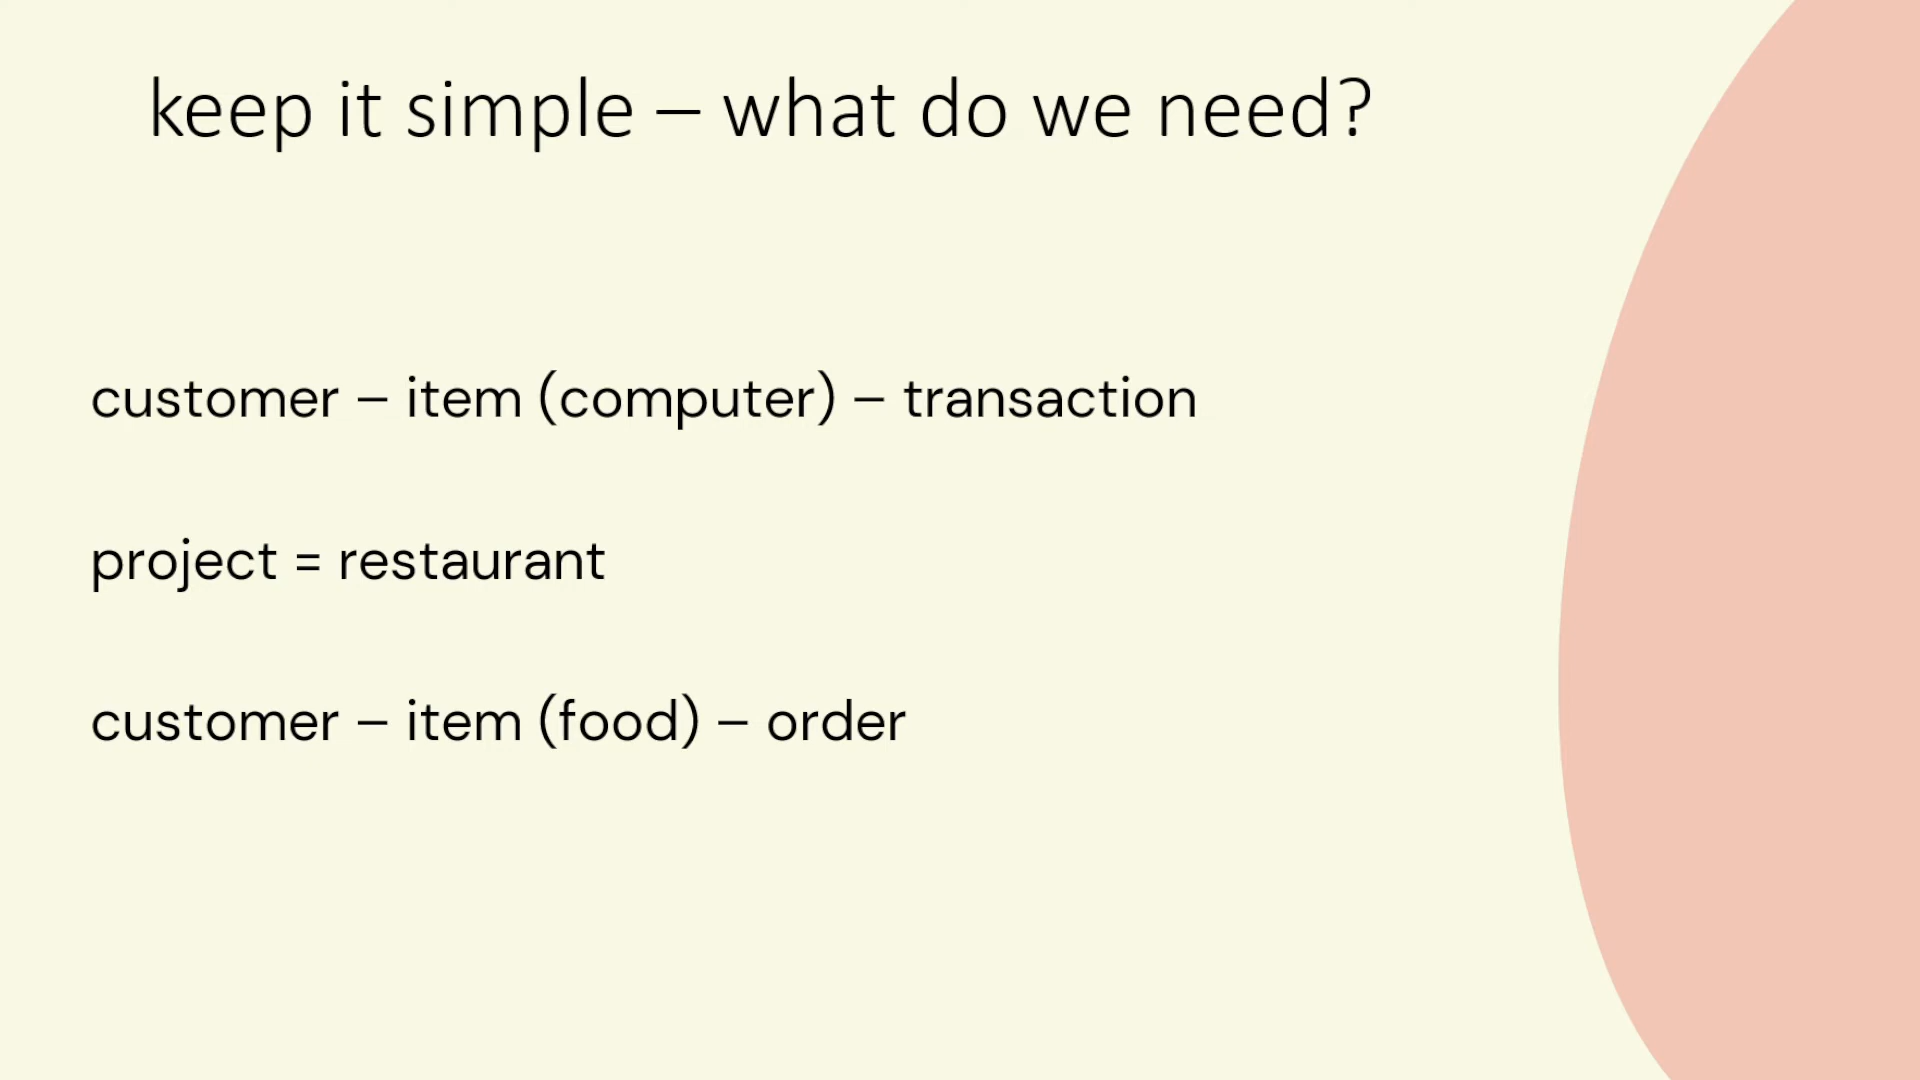 keep it simple – what do we need?
customer – item (computer) – transaction
project = restaurant
customer – item (food) – order